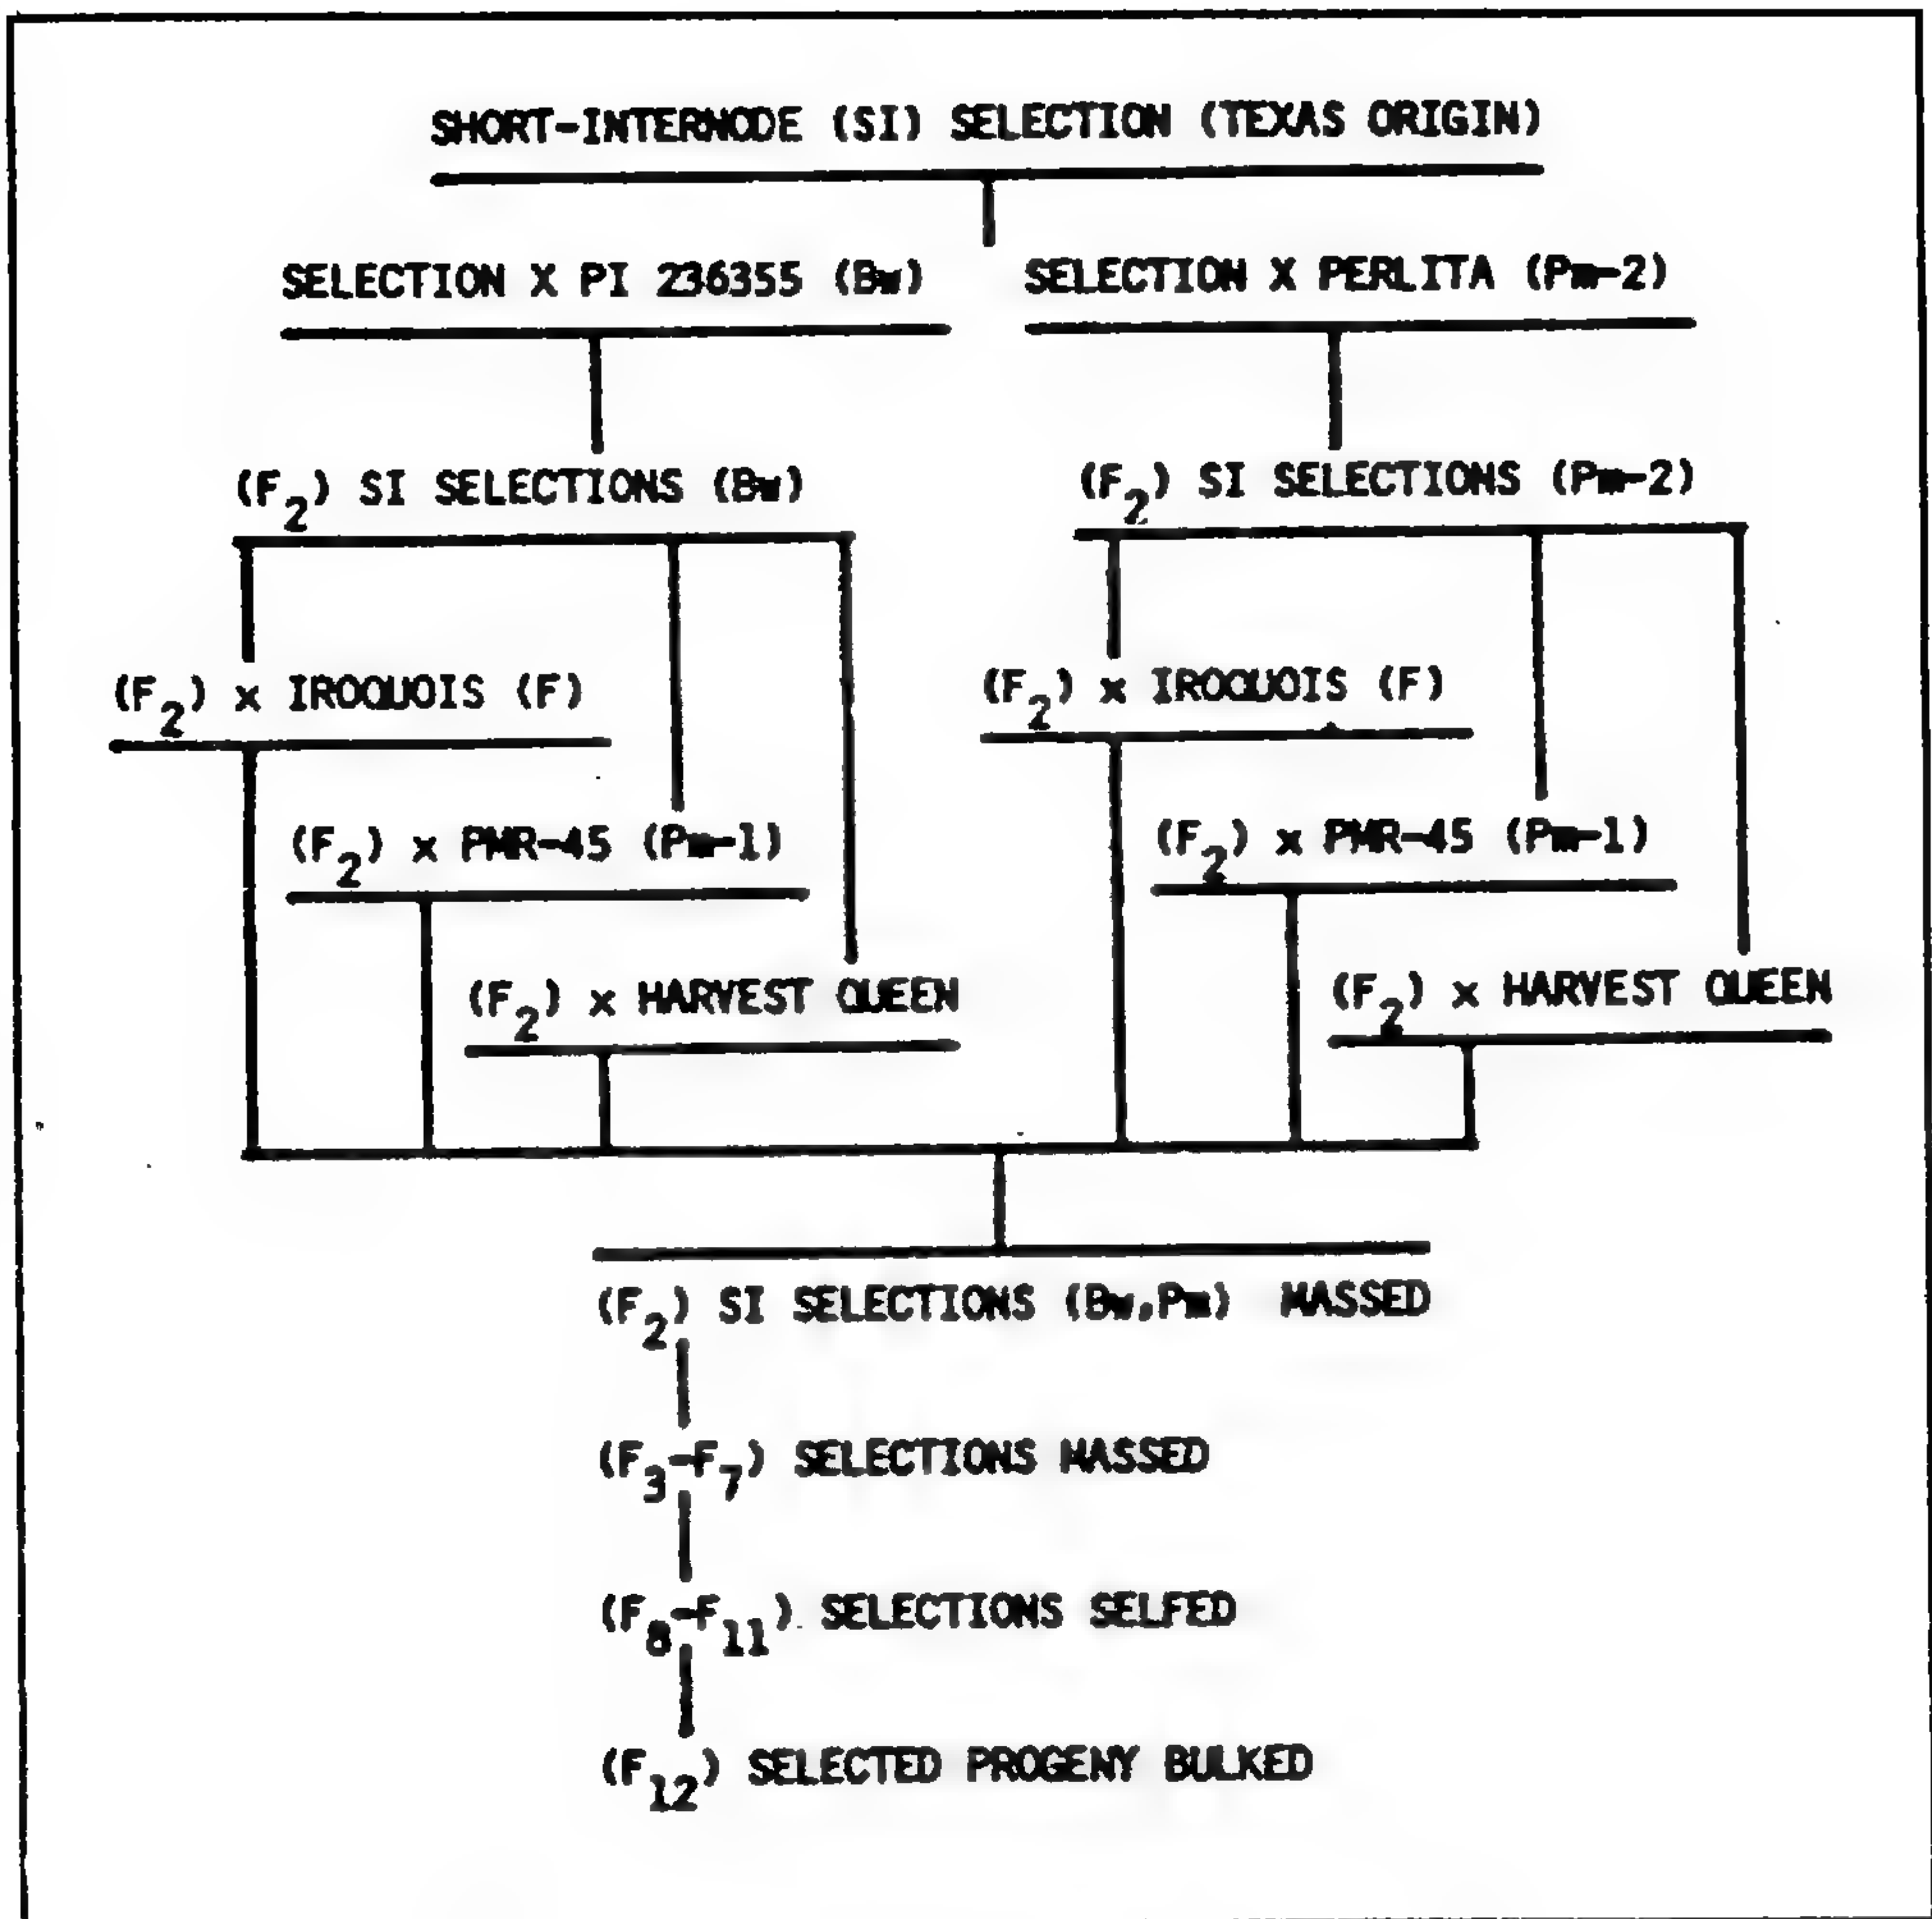 SHORT-INTERNODE (SI) SELECTION (TEXAS ORIGIN)
SELECTION X PI 236355 (Bw) SELECTION X PERLITA (Pm-2)
(F2) SI SELECTIONS (Bw) (F2) SI SELECTIONS (Pm-2)
(F2) x IROQUOIS (F) (F2) x IROQUOIS (F)
(F2) x PMR-45 (Pm-1) (F2) x PMR-45 (Pm-1)
(F2) x HARVEST QUEEN (F2) x HARVEST QUEEN
(F2) SI SELECTIONS (Bw,Pm) MASSED
(F3-F7) SELECTIONS MASSED
(F8-F11) SELECTIONS SELFED
(F12) SELECTED PROGENY BULKED